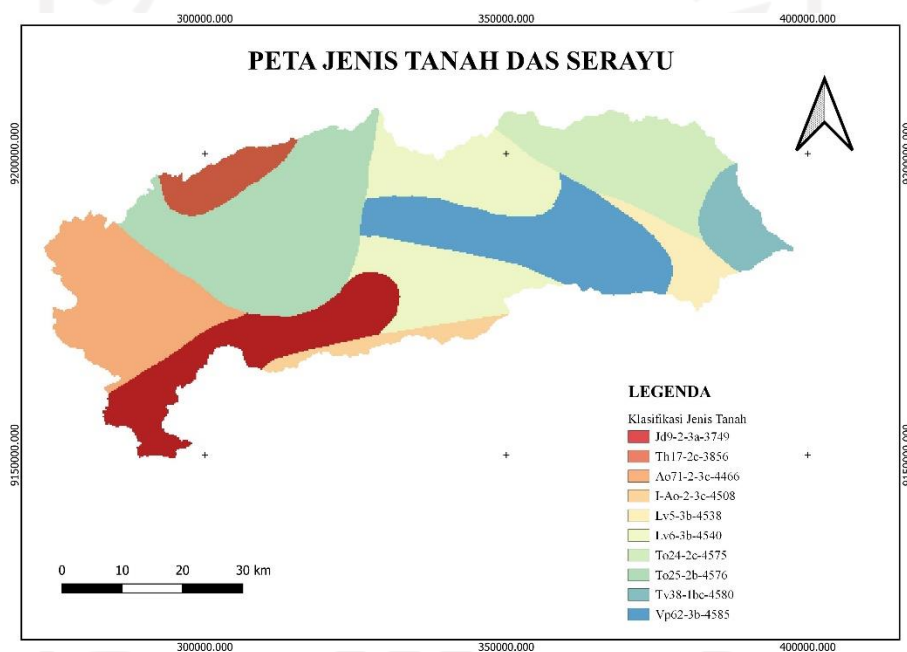 300000.000 350000.000 400000.000
PETA JENIS TANAH DAS SERAYU
9200000.000 9200000.000
LEGENDA
Klasifikasi Jenis Tanah
Jd9-2-3a-3749
Th17-2c-3856
Ao71-2-3c-4466
I-Ao-2-3c-4508
Lv5-3b-4538
9150000.000 9150000.000
Lv6-3b-4540
To24-2c-4575
To25-2b-4576
Tv38-1bc-4580
Vp62-3b-4585
0 10 20 30 km
300000.000 350000.000 400000.000